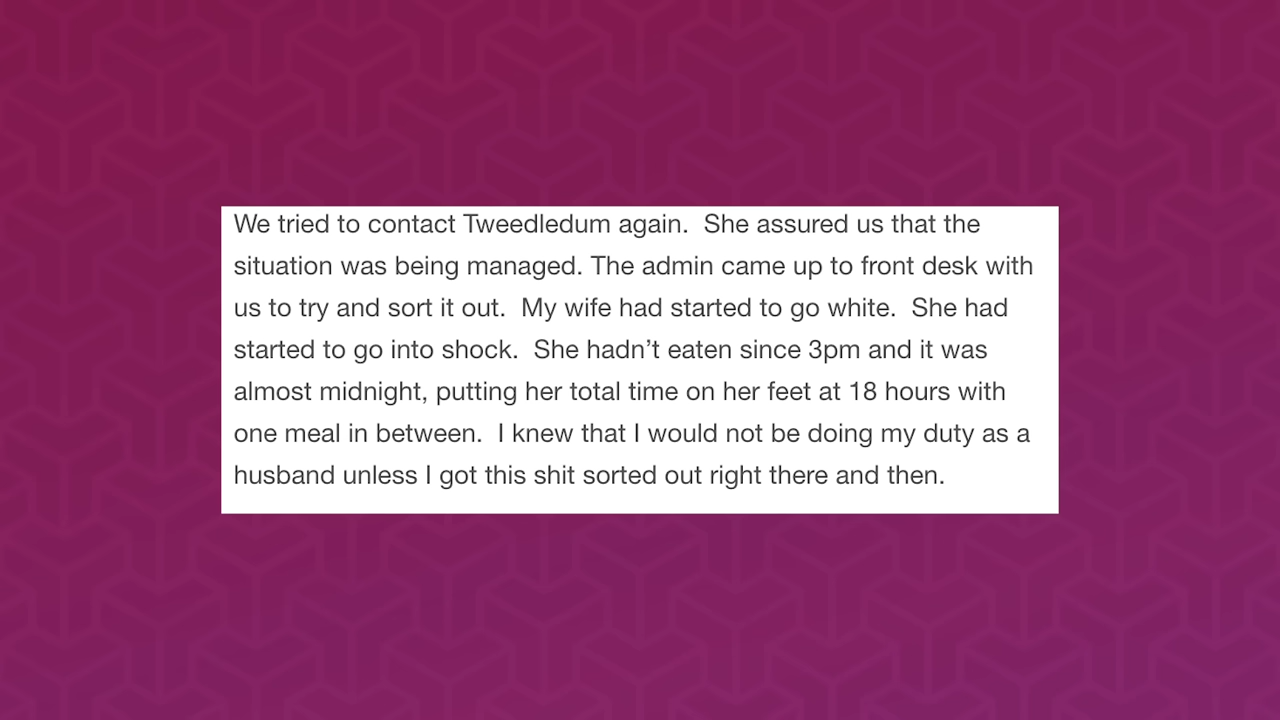 We tried to contact Tweedledum again.  She assured us that the
situation was being managed. The admin came up to front desk with
us to try and sort it out.  My wife had started to go white.  She had
started to go into shock.  She hadn’t eaten since 3pm and it was
almost midnight, putting her total time on her feet at 18 hours with
one meal in between.  I knew that I would not be doing my duty as a
husband unless I got this shit sorted out right there and then.